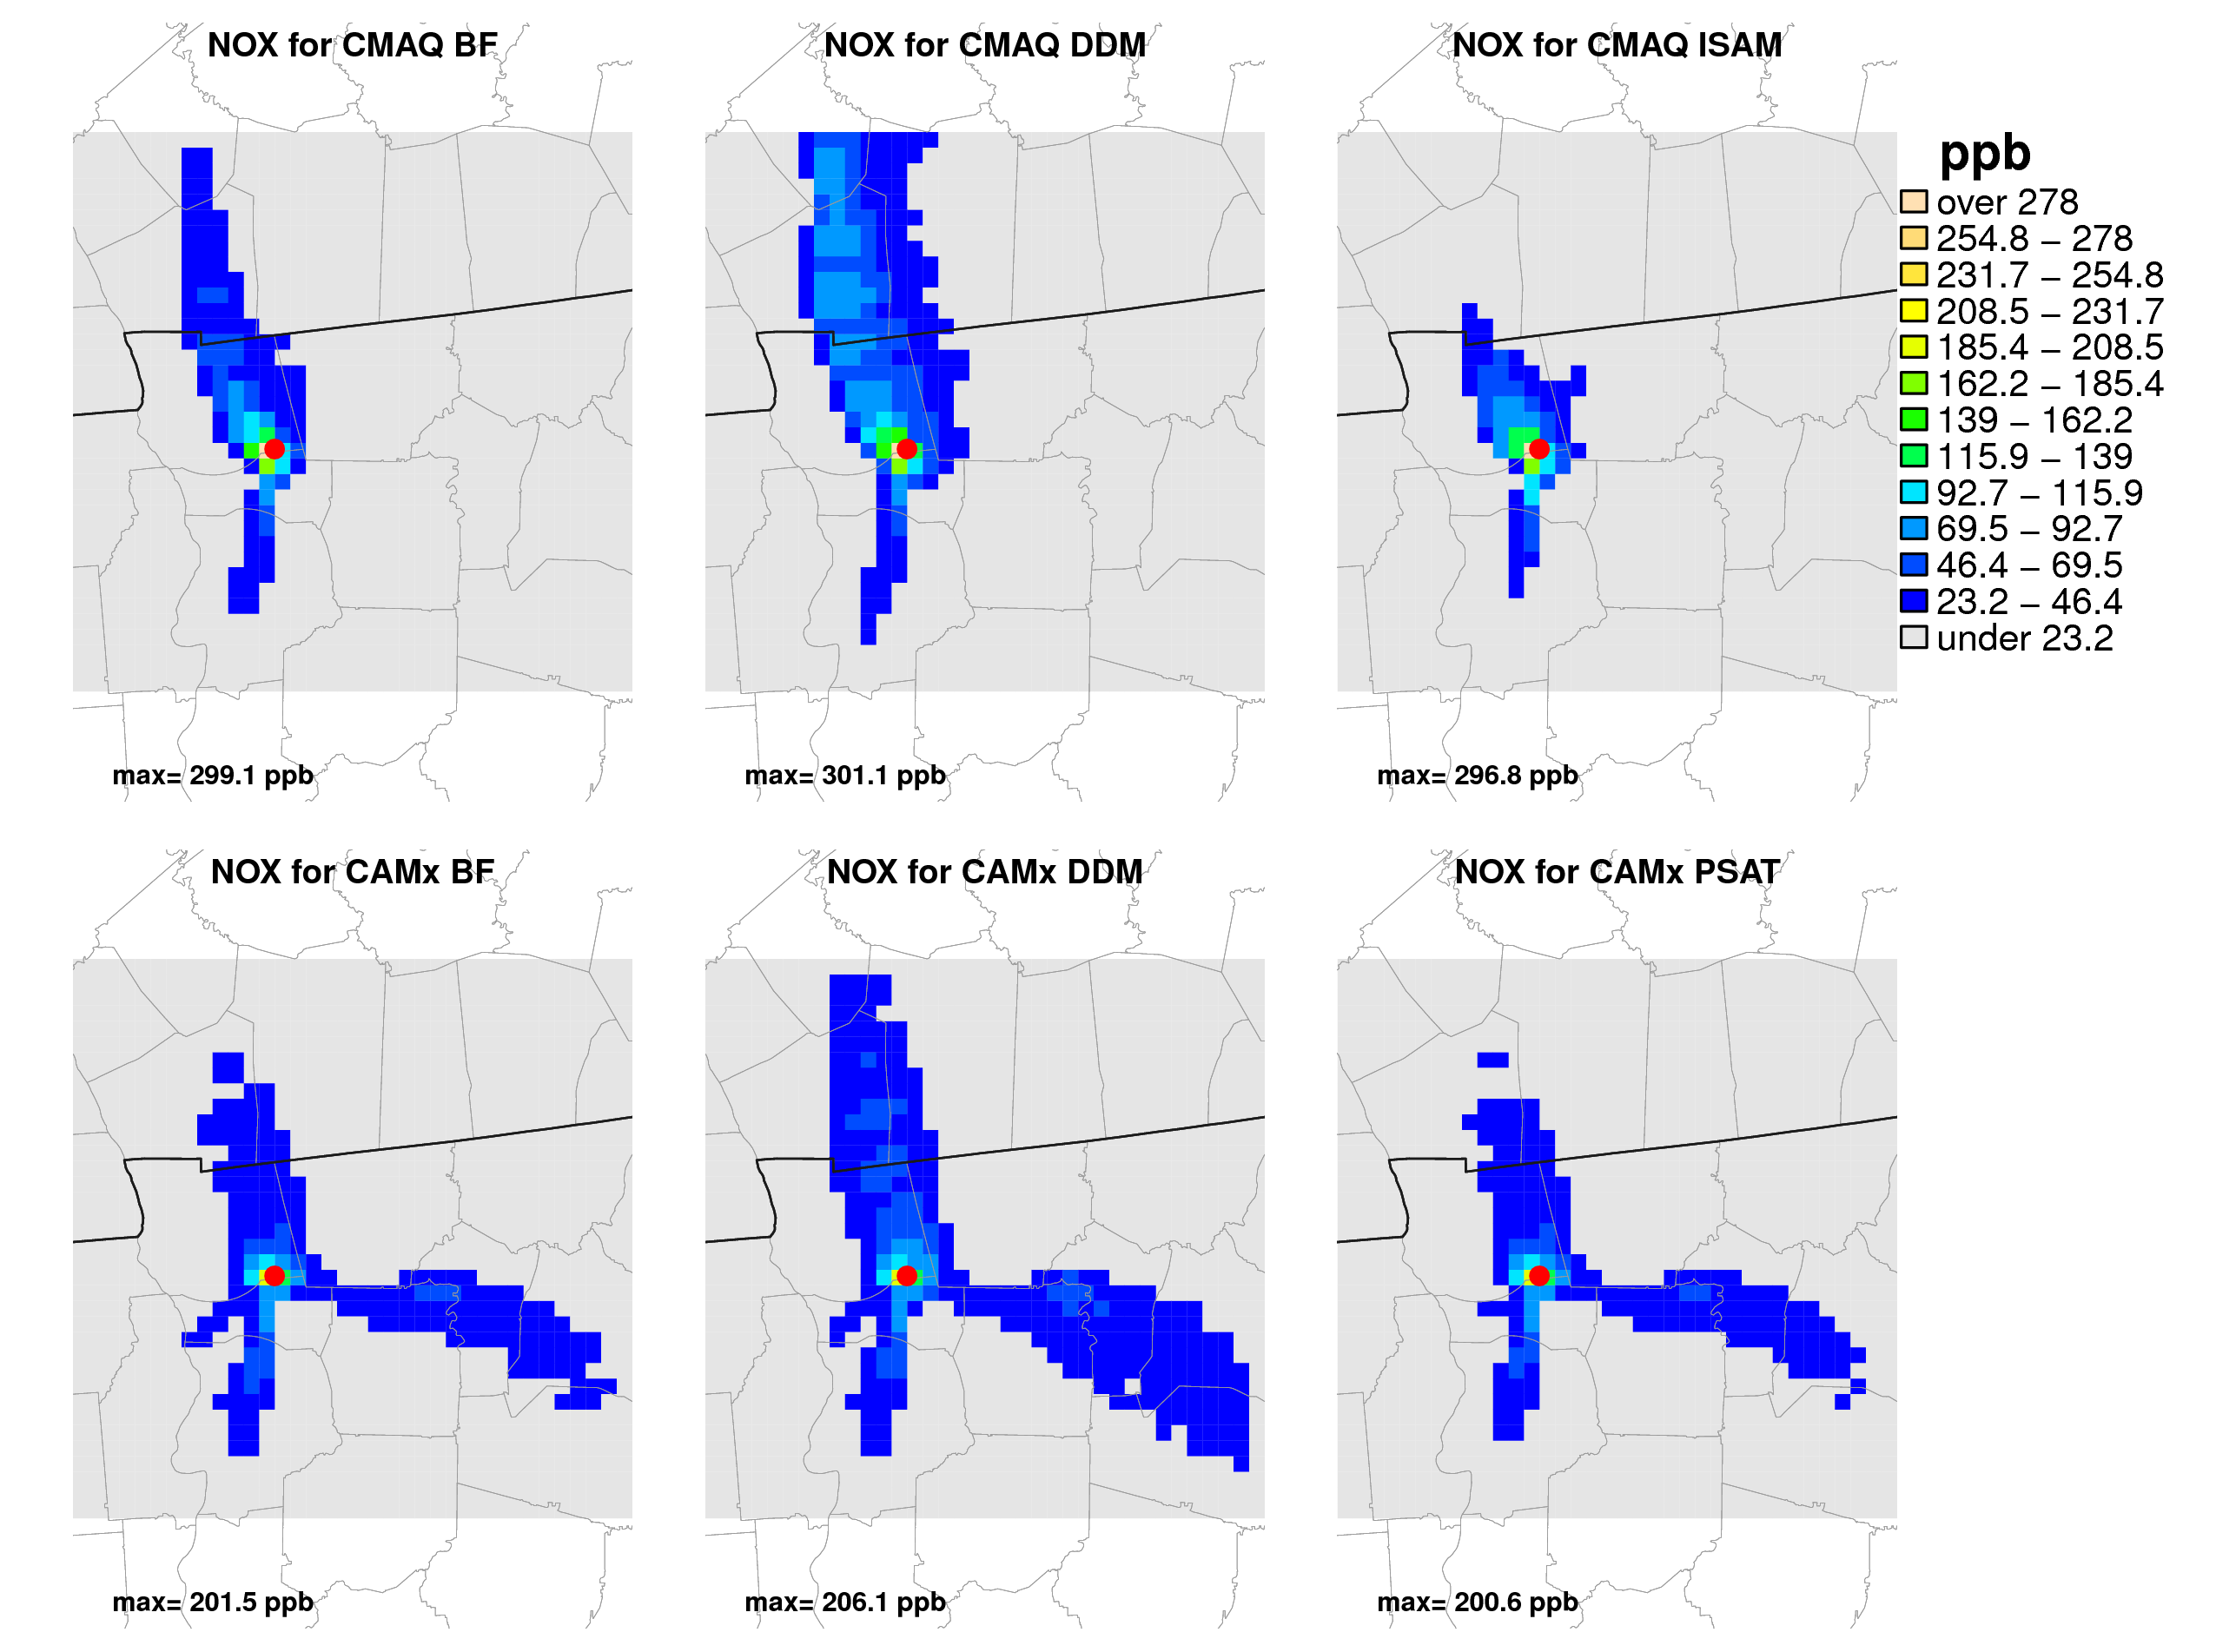 NOX for CMAQ BF
NOX for CMAQ DDM
NOX for CMAQ ISAM
ppb
over 278
254.8 – 278
231.7 – 254.8
208.5 – 231.7
185.4 – 208.5
162.2 – 185.4
139 – 162.2
115.9 – 139
92.7 – 115.9
69.5 – 92.7
46.4 – 69.5
23.2 – 46.4
under 23.2
max= 299.1 ppb
max= 301.1 ppb
max= 296.8 ppb
NOX for CAMx BF
NOX for CAMx DDM
NOX for CAMx PSAT
max= 201.5 ppb
max= 206.1 ppb
max= 200.6 ppb